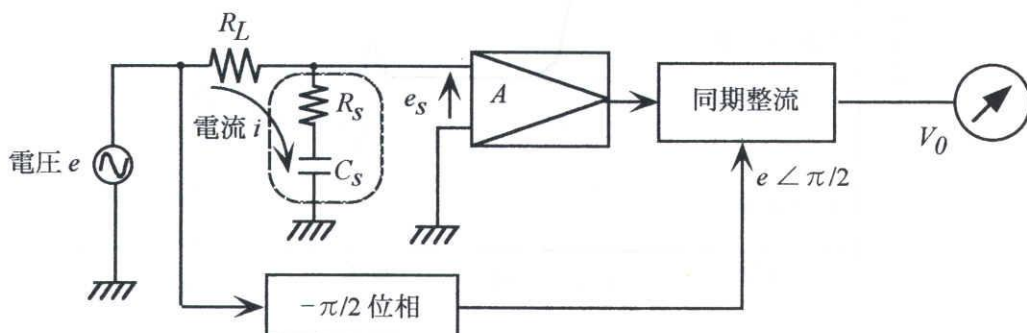 R_L
電圧 e
電流 i
R_s
C_s
e_s
A
同期整流
V_0
e ∠π/2
−π/2 位相